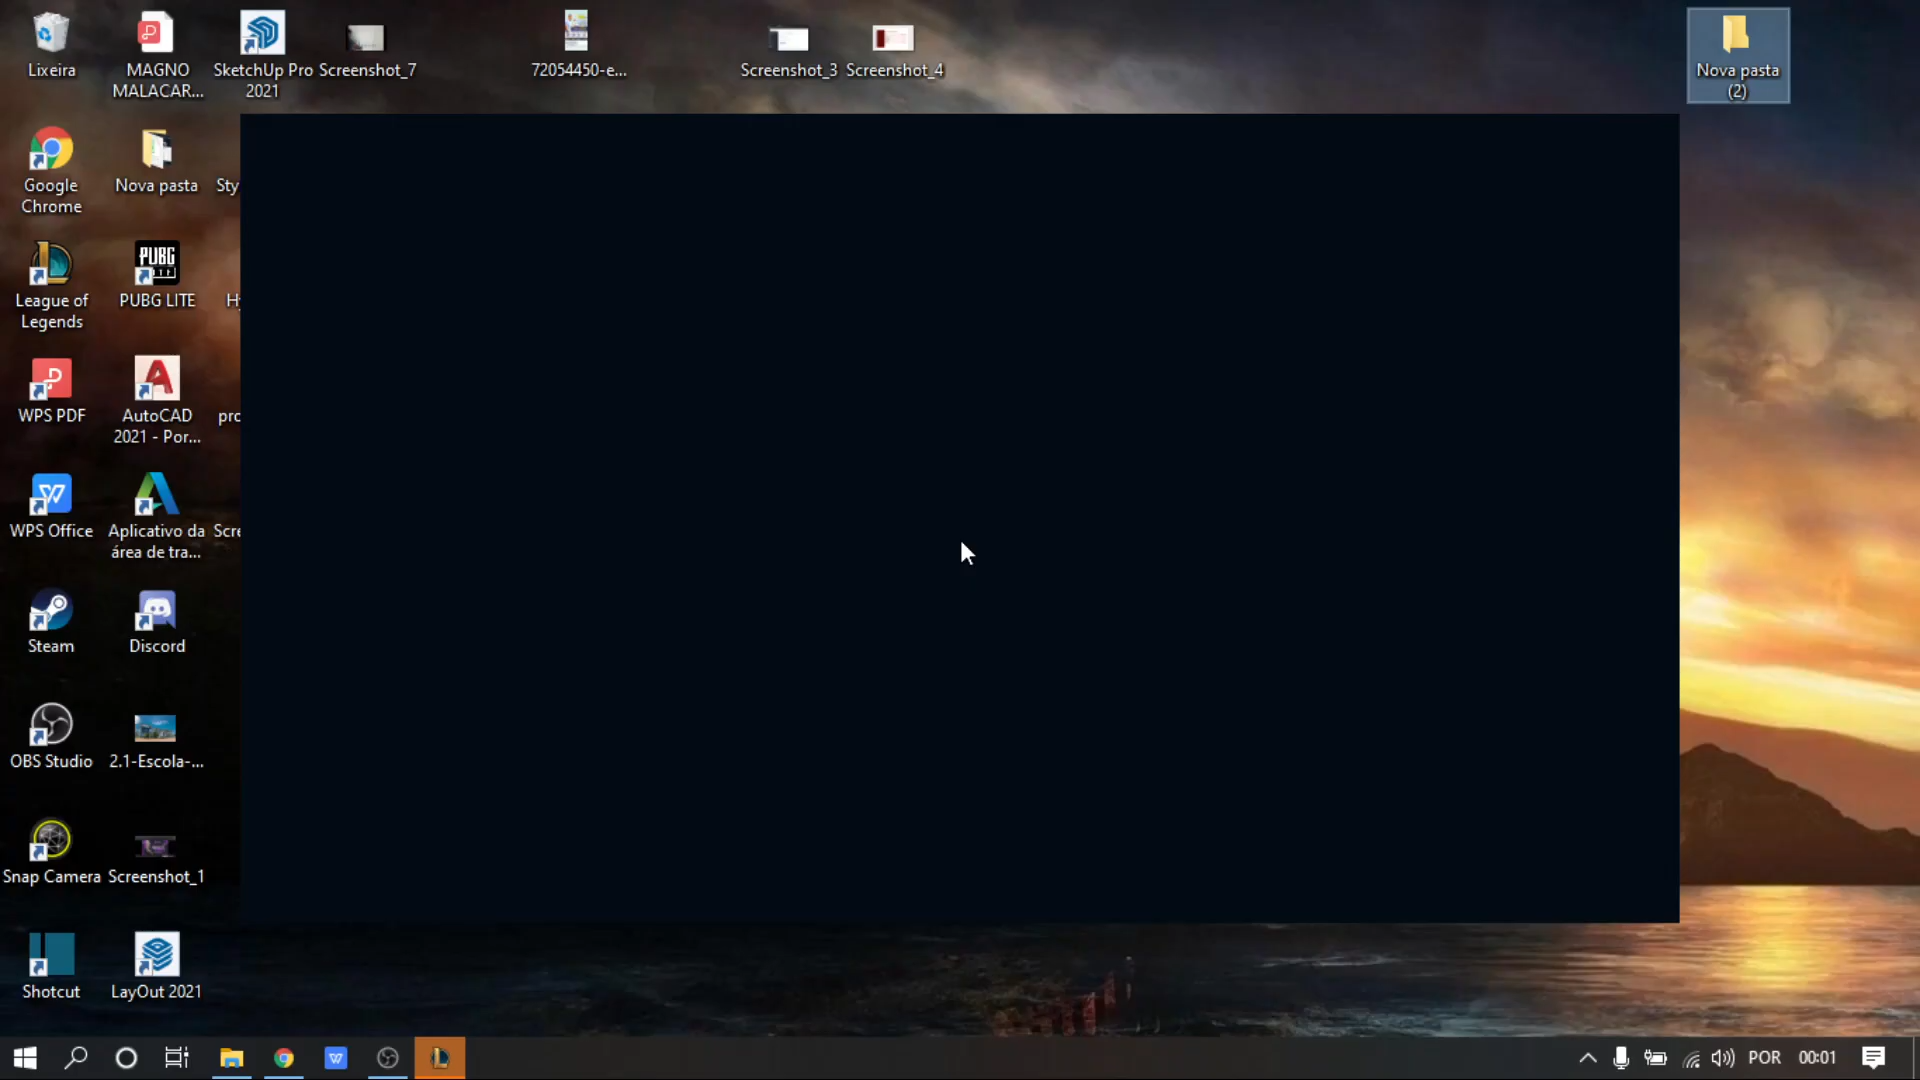 Lixeira
MAGNO
MALACAR...
SketchUp Pro
2021
Screenshot_7
72054450-e...
Screenshot_3
Screenshot_4
Nova pasta
(2)
Google
Chrome
Nova pasta
Sty
League of
Legends
PUBG
LITE
PUBG LITE
WPS PDF
AutoCAD
2021 - Por...
pro
WPS Office
Aplicativo da
área de tra...
Scre
Steam
Discord
OBS Studio
2.1-Escola-...
Snap Camera
Screenshot_1
Shotcut
LayOut 2021
POR
00:01